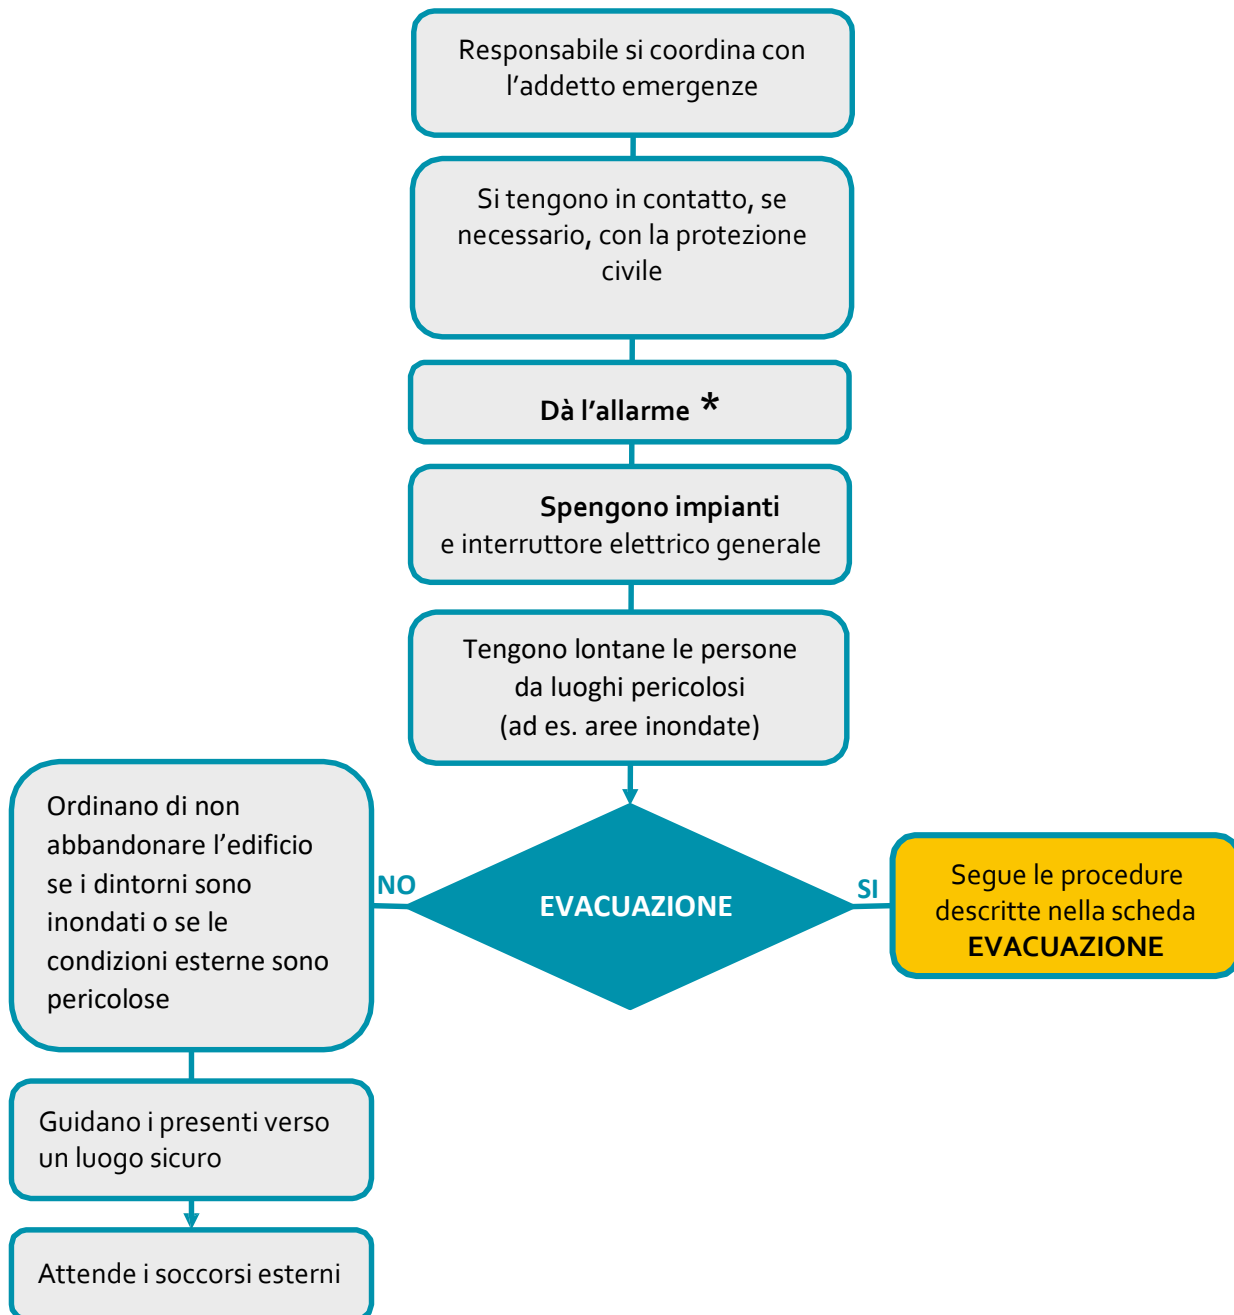 Responsabile si coordina con
l'addetto emergenze
Si tengono in contatto, se
necessario, con la protezione
civile
Dà l'allarme *
Spengono impianti
e interruttore elettrico generale
Tengono lontane le persone
da luoghi pericolosi
(ad es. aree inondate)
Ordinano di non
abbandonare l'edificio
se i dintorni sono
inondati o se le
condizioni esterne sono
pericolose
NO
EVACUAZIONE
SI
Segue le procedure
descritte nella scheda
EVACUAZIONE
Guidano i presenti verso
un luogo sicuro
Attende i soccorsi esterni